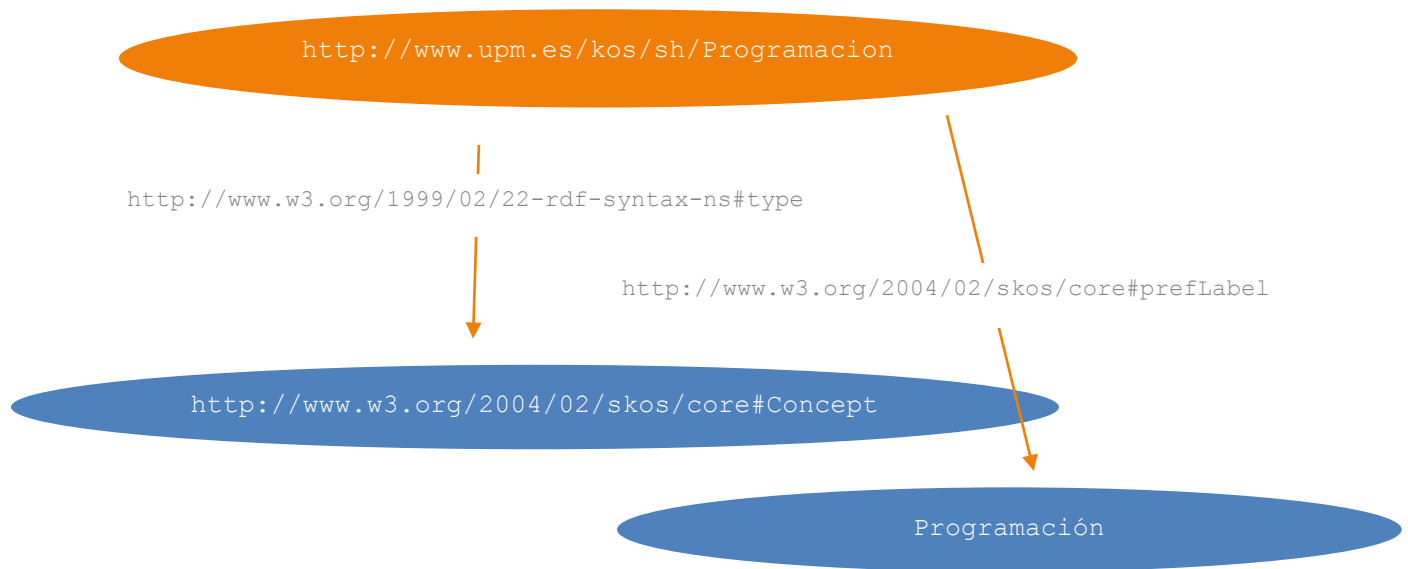 http://www.upm.es/kos/sh/Programacion
http://www.w3.org/1999/02/22-rdf-syntax-ns#type
http://www.w3.org/2004/02/skos/core#prefLabel
http://www.w3.org/2004/02/skos/core#Concept
Programación